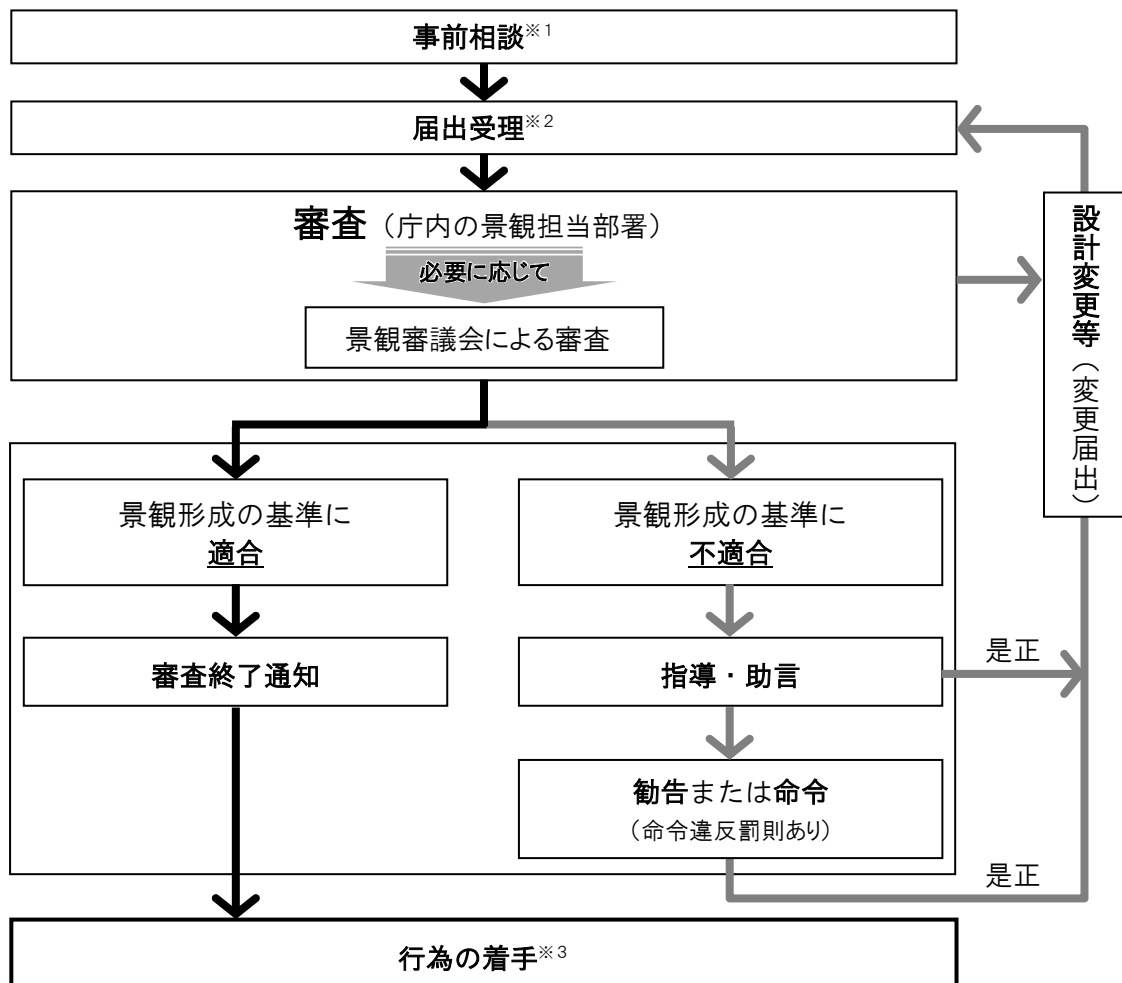 事前相談※1
届出受理※2
審査（庁内の景観担当部署）
必要に応じて
景観審議会による審査
設計変更等（変更届出）
景観形成の基準に
適合
景観形成の基準に
不適合
審査終了通知
指導・助言
是正
勧告または命令
（命令違反罰則あり）
是正
行為の着手※3